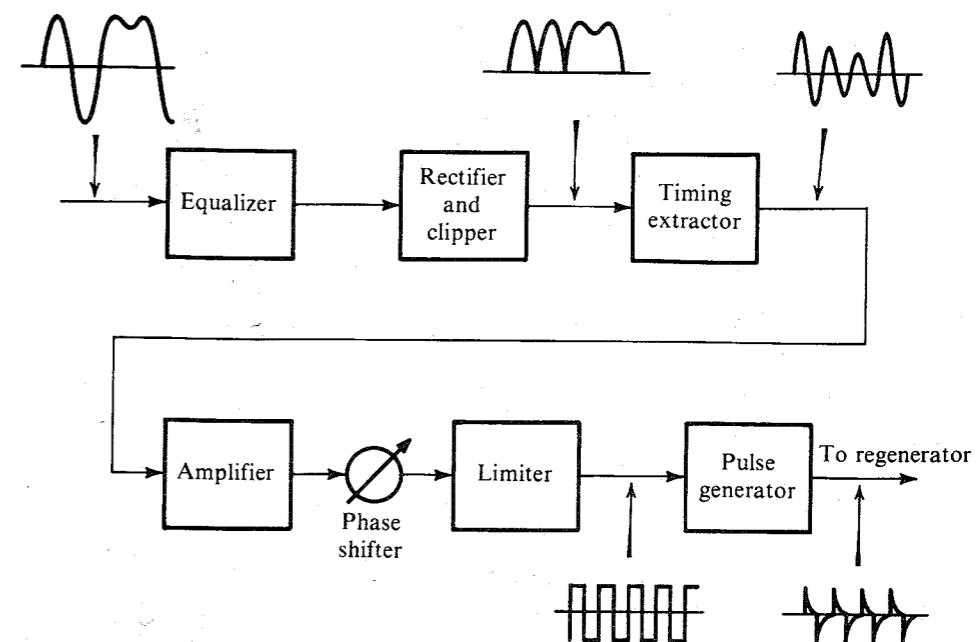 Equalizer
Rectifier
and
clipper
Timing
extractor
Amplifier
Phase
shifter
Limiter
Pulse
generator
To regenerator